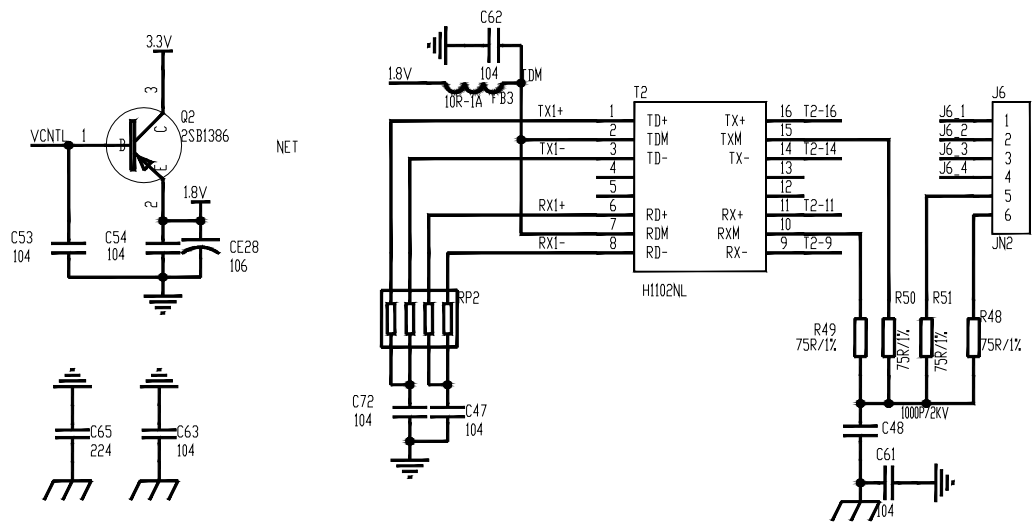 3.3V
3
C
Q2
2SB1386
VCNTL 1
B
E
2
1.8V
C53
104
C54
104
CE28
106
NET
C65
224
C63
104
C62
104
1.8V
TDM
10R-1A FB3
TX1+
TX1-
RX1+
RX1-
T2
1 TD+ TX+ 16 T2-16
2 TDM TXM 15
3 TD- TX- 14 T2-14
4 13
5 12
6 RD+ RX+ 11 T2-11
7 RDM RXM 10
8 RD- RX- 9 T2-9
H1102NL
RP2
C72
104
C47
104
J6
J6_1 1
J6_2 2
J6_3 3
J6_4 4
5
6
JN2
R49
75R/1%
R50
75R/1%
R51
75R/1%
R48
75R/1%
1000P/2KV
C48
C61
104